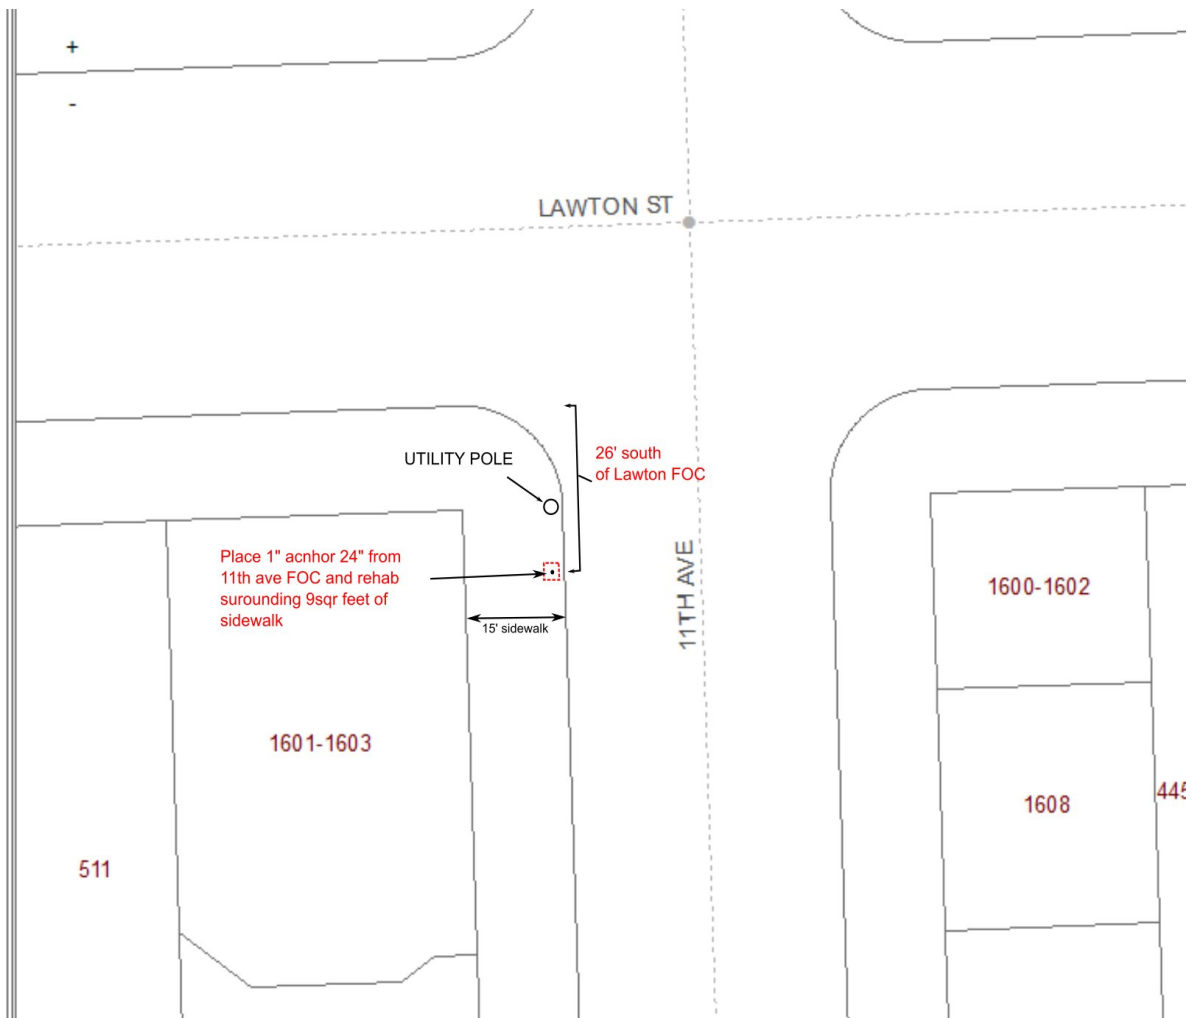 +
-
LAWTON ST
UTILITY POLE
26' south
of Lawton FOC
Place 1" acnhor 24" from
11th ave FOC and rehab
surounding 9sqr feet of
sidewalk
15' sidewalk
11TH AVE
1600-1602
1601-1603
1608
445
511